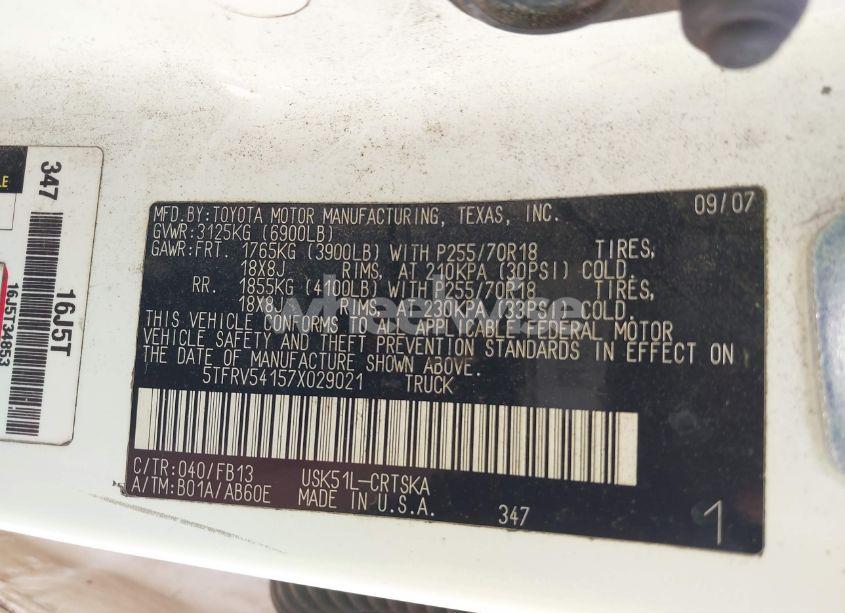 MFD.BY:TOYOTA MOTOR MANUFACTURING, TEXAS, INC. 09/07
GVWR:3125KG (6900LB)
GAWR:FRT. 1765KG (3900LB) WITH P255/70R18 TIRES,
18X8J RIMS, AT 210KPA (30PSI) COLD.
RR. 1855KG (4100LB) WITH P255/70R18 TIRES,
18X8J RIMS, AT 230KPA (33PSI) COLD.
THIS VEHICLE CONFORMS TO ALL APPLICABLE FEDERAL MOTOR
VEHICLE SAFETY AND THEFT PREVENTION STANDARDS IN EFFECT ON
THE DATE OF MANUFACTURE SHOWN ABOVE.
5TFRV54157X029021 TRUCK
C/TR:040/FB13 USK51L-CRTSKA
A/TM:B01A/AB60E MADE IN U.S.A. 347 1
347
16J5T
16J5T34853
LE
wheelwise